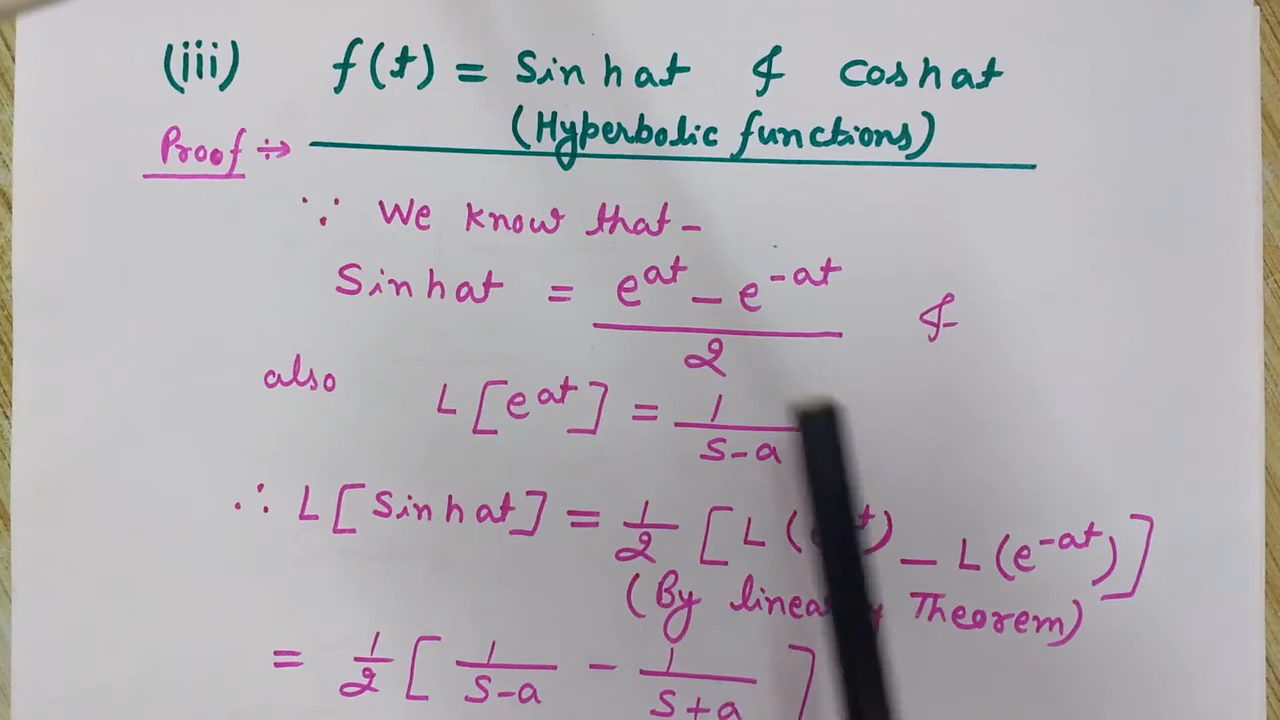 (iii) f(t) = Sinhat & coshat
(Hyperbolic functions)
Proof ÷→
∵ We know that -
Sinhat = e^at - e^-at / 2 &
also L[e^at] = 1/s-a
∴ L[Sinhat] = 1/2 [L( t) - L(e^-at)]
(By Theorem)
= 1/2 [1/s-a - 1/s+a]